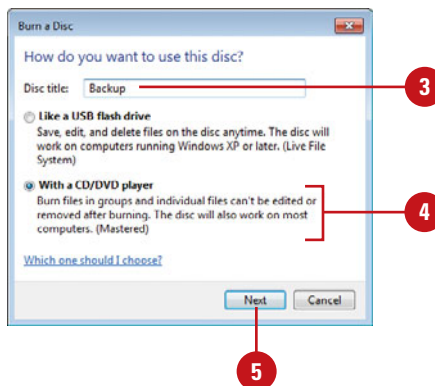 Burn a Disc
How do you want to use this disc?
Disc title: Backup
3
Like a USB flash drive
Save, edit, and delete files on the disc anytime. The disc will
work on computers running Windows XP or later. (Live File
System)
With a CD/DVD player
Burn files in groups and individual files can't be edited or
removed after burning. The disc will also work on most
computers. (Mastered)
4
Which one should I choose?
Next Cancel
5